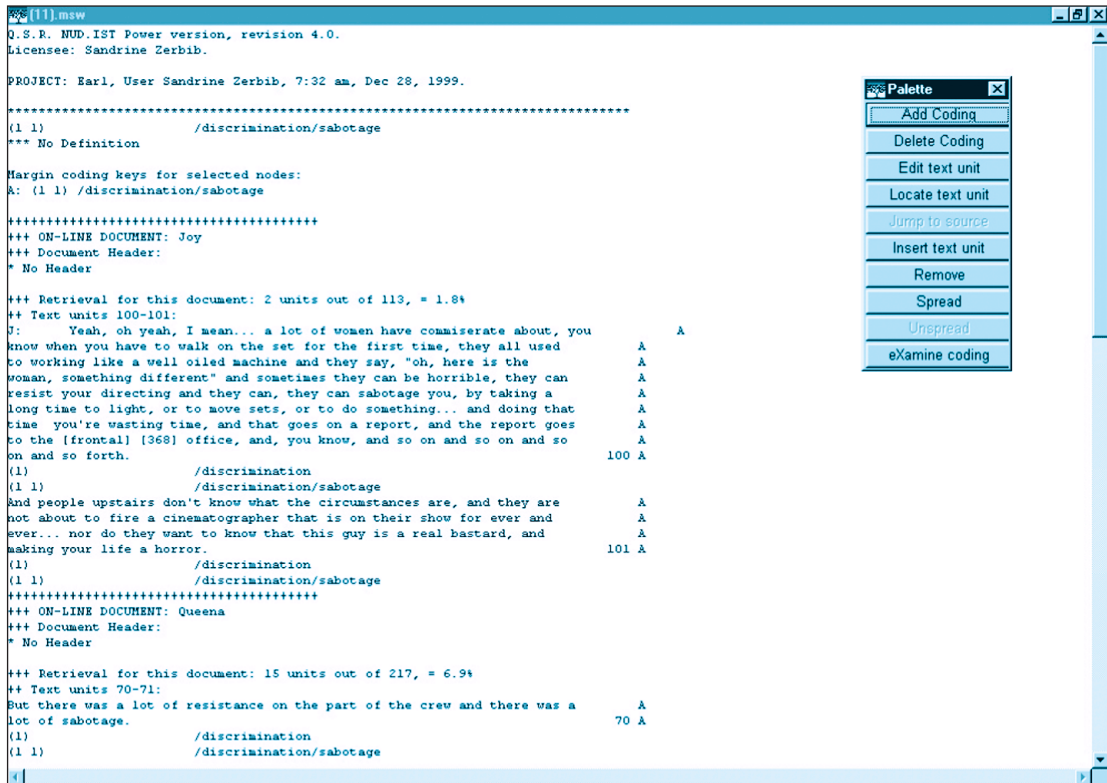 (11).msw
Q.S.R. NUD.IST Power version, revision 4.0.
Licensee: Sandrine Zerbib.
PROJECT: Earl, User Sandrine Zerbib, 7:32 am, Dec 28, 1999.
********************************************************************************
(1 1) /discrimination/sabotage
*** No Definition
Margin coding keys for selected nodes:
A: (1 1) /discrimination/sabotage
++++++++++++++++++++++++++++++++++++++++
+++ ON-LINE DOCUMENT: Joy
+++ Document Header:
* No Header
+++ Retrieval for this document: 2 units out of 113, = 1.8%
++ Text units 100-101:
J: Yeah, oh yeah, I mean... a lot of women have commiserate about, you A
know when you have to walk on the set for the first time, they all used A
to working like a well oiled machine and they say, "oh, here is the A
woman, something different" and sometimes they can be horrible, they can A
resist your directing and they can, they can sabotage you, by taking a A
long time to light, or to move sets, or to do something... and doing that A
time you're wasting time, and that goes on a report, and the report goes A
to the [frontal] [368] office, and, you know, and so on and so on and so A
on and so forth. 100 A
(1) /discrimination
(1 1) /discrimination/sabotage
And people upstairs don't know what the circumstances are, and they are A
not about to fire a cinematographer that is on their show for ever and A
ever... nor do they want to know that this guy is a real bastard, and A
making your life a horror. 101 A
(1) /discrimination
(1 1) /discrimination/sabotage
++++++++++++++++++++++++++++++++++++++++
+++ ON-LINE DOCUMENT: Queena
+++ Document Header:
* No Header
+++ Retrieval for this document: 15 units out of 217, = 6.9%
++ Text units 70-71:
But there was a lot of resistance on the part of the crew and there was a A
lot of sabotage. 70 A
(1) /discrimination
(1 1) /discrimination/sabotage
Palette
Add Coding
Delete Coding
Edit text unit
Locate text unit
Jump to source
Insert text unit
Remove
Spread
Unspread
eXamine coding